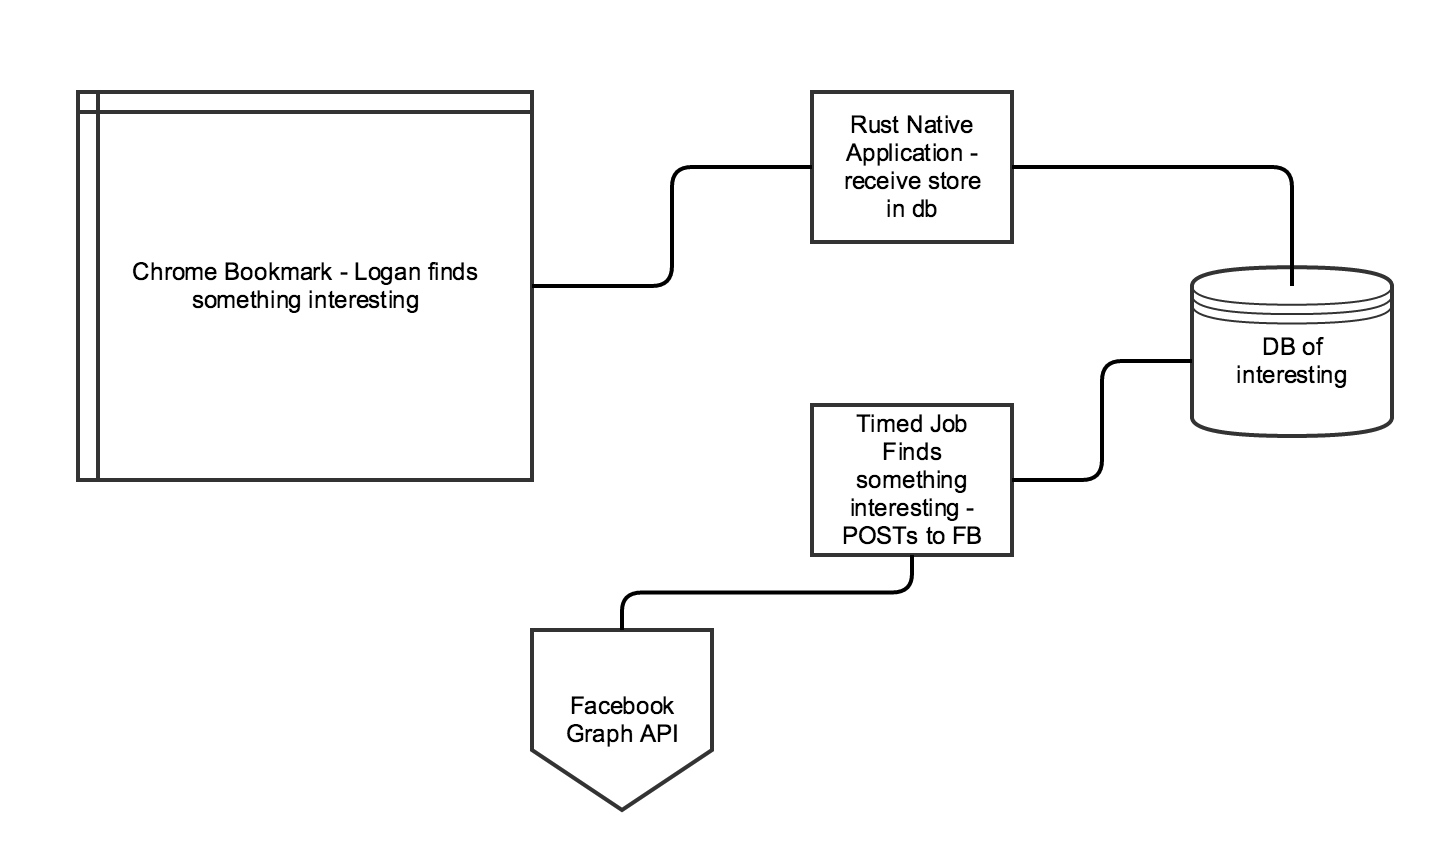 Chrome Bookmark - Logan finds
something interesting
Rust Native
Application -
receive store
in db
DB of
interesting
Timed Job
Finds
something
interesting -
POSTs to FB
Facebook
Graph API